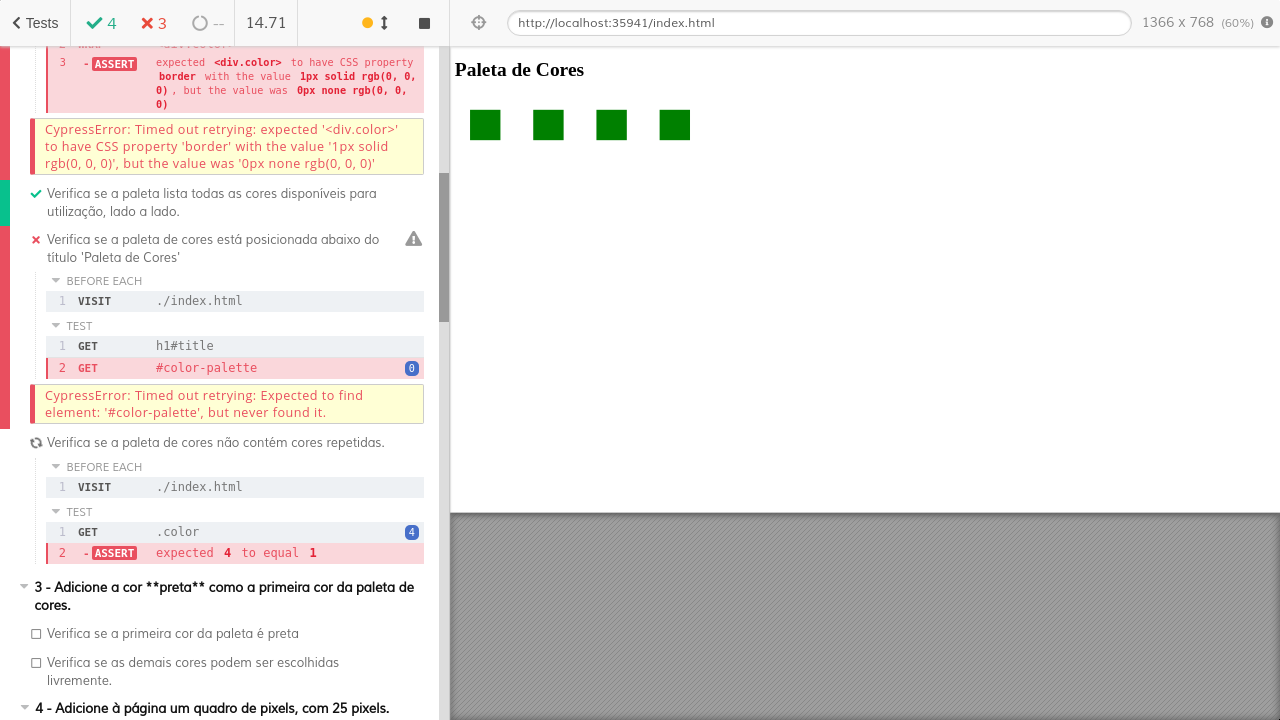 Tests
4
3
--
14.71
http://localhost:35941/index.html
1366 x 768 (60%)
3 - ASSERT expected <div.color> to have CSS property
border with the value 1px solid rgb(0, 0,
0) , but the value was 0px none rgb(0, 0,
0)
CypressError: Timed out retrying: expected '<div.color>'
to have CSS property 'border' with the value '1px solid
rgb(0, 0, 0)', but the value was '0px none rgb(0, 0, 0)'
Verifica se a paleta lista todas as cores disponíveis para
utilização, lado a lado.
Verifica se a paleta de cores está posicionada abaixo do
título 'Paleta de Cores'
BEFORE EACH
1 VISIT ./index.html
TEST
1 GET h1#title
2 GET #color-palette 0
CypressError: Timed out retrying: Expected to find
element: '#color-palette', but never found it.
Verifica se a paleta de cores não contém cores repetidas.
BEFORE EACH
1 VISIT ./index.html
TEST
1 GET .color 4
2 - ASSERT expected 4 to equal 1
3 - Adicione a cor **preta** como a primeira cor da paleta de
cores.
Verifica se a primeira cor da paleta é preta
Verifica se as demais cores podem ser escolhidas
livremente.
4 - Adicione à página um quadro de pixels, com 25 pixels.
Paleta de Cores